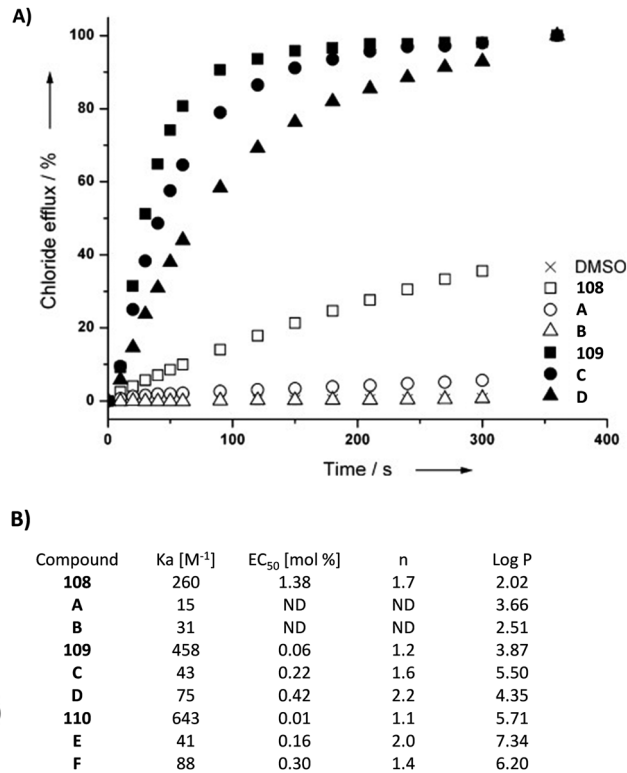 A)
Chloride efflux / %
100
80
60
40
20
0
0 100 200 300 400
Time / s
DMSO
108
A
B
109
C
D
B)
Compound Ka [M⁻¹] EC₅₀ [mol %] n Log P
108 260 1.38 1.7 2.02
A 15 ND ND 3.66
B 31 ND ND 2.51
109 458 0.06 1.2 3.87
C 43 0.22 1.6 5.50
D 75 0.42 2.2 4.35
110 643 0.01 1.1 5.71
E 41 0.16 2.0 7.34
F 88 0.30 1.4 6.20